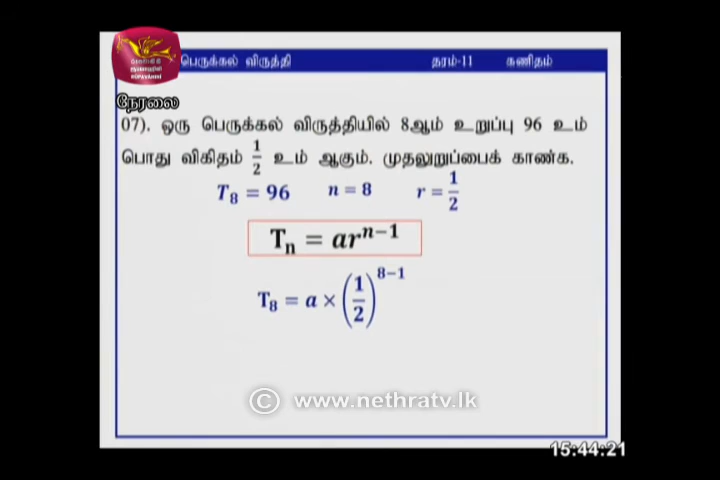 பெருக்கல் விருத்தி தரம்-11 கணிதம்
நேரலை
07). ஒரு பெருக்கல் விருத்தியில் 8ஆம் உறுப்பு 96 உம்
பொது விகிதம் 1/2 உம் ஆகும். முதலுறுப்பைக் காண்க.
T₈ = 96 n = 8 r = 1/2
Tₙ = arⁿ⁻¹
T₈ = a × (1/2)⁸⁻¹
© www.nethratv.lk
15:44:21